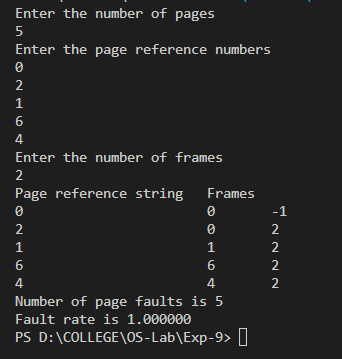 Enter the number of pages
5
Enter the page reference numbers
0
2
1
6
4
Enter the number of frames
2
Page reference string   Frames
0                       0       -1
2                       0       2
1                       1       2
6                       6       2
4                       4       2
Number of page faults is 5
Fault rate is 1.000000
PS D:\COLLEGE\OS-Lab\Exp-9>